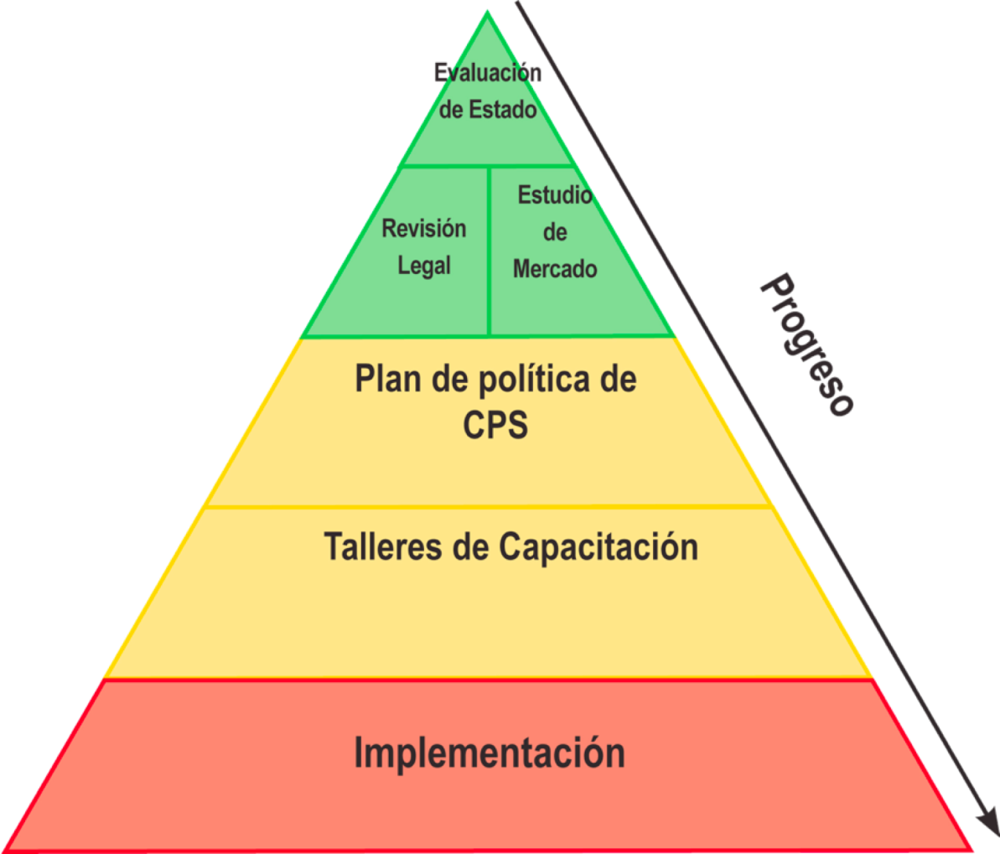 Evaluación
de Estado
Revisión
Legal
Estudio
de
Mercado
Progreso
Plan de política de
CPS
Talleres de Capacitación
Implementación